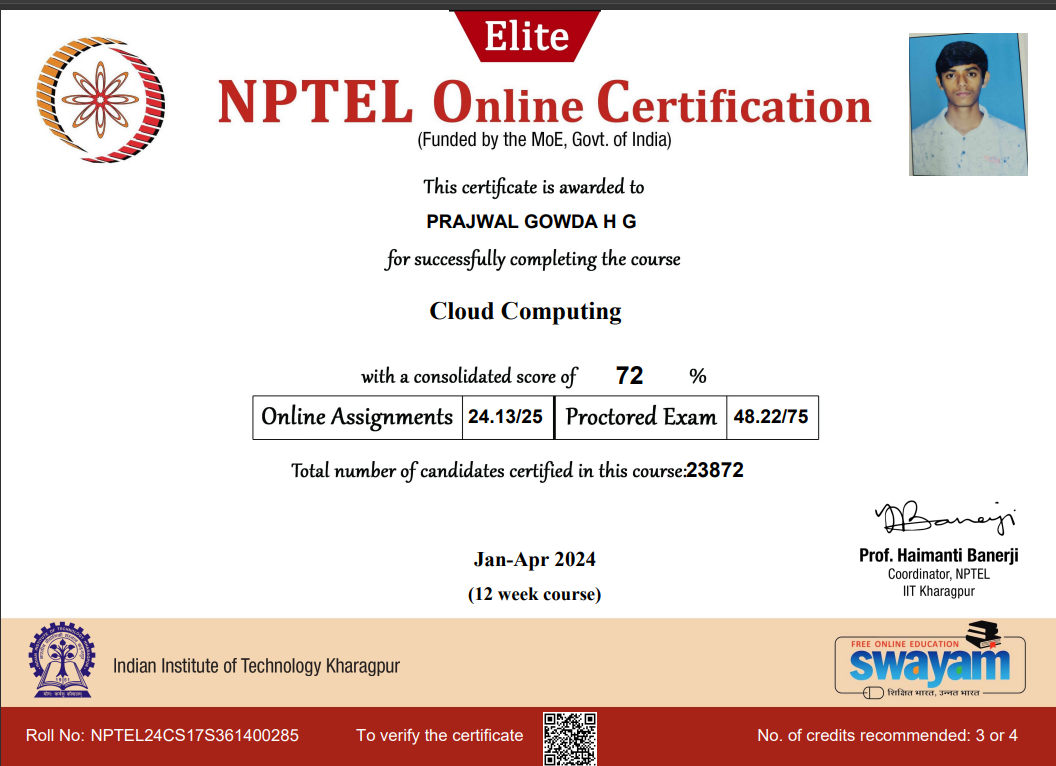 Elite
NPTEL Online Certification
(Funded by the MoE, Govt. of India)
This certificate is awarded to
PRAJWAL GOWDA H G
for successfully completing the course
Cloud Computing
with a consolidated score of 72 %
Online Assignments 24.13/25 Proctored Exam 48.22/75
Total number of candidates certified in this course:23872
Jan-Apr 2024
(12 week course)
Prof. Haimanti Banerji
Coordinator, NPTEL
IIT Kharagpur
Indian Institute of Technology Kharagpur
FREE ONLINE EDUCATION
swayam
शिक्षित भारत, उन्नत भारत
Roll No: NPTEL24CS17S361400285 To verify the certificate No. of credits recommended: 3 or 4